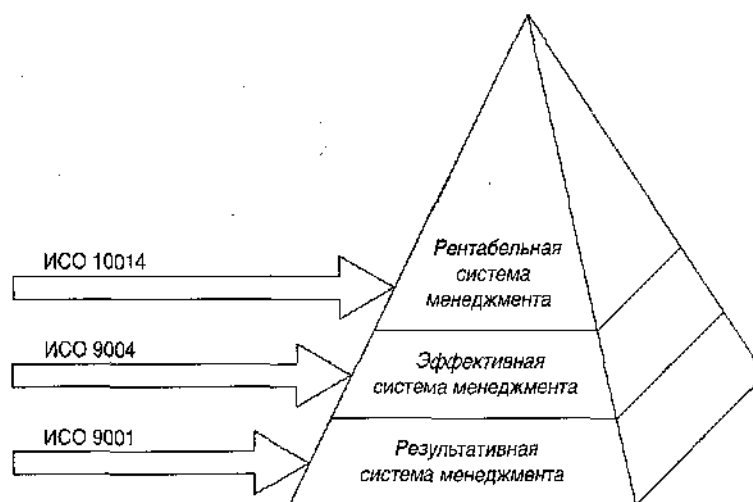 ИСО 10014
Рентабельная
система
менеджмента
ИСО 9004
Эффективная
система менеджмента
ИСО 9001
Результативная
система менеджмента